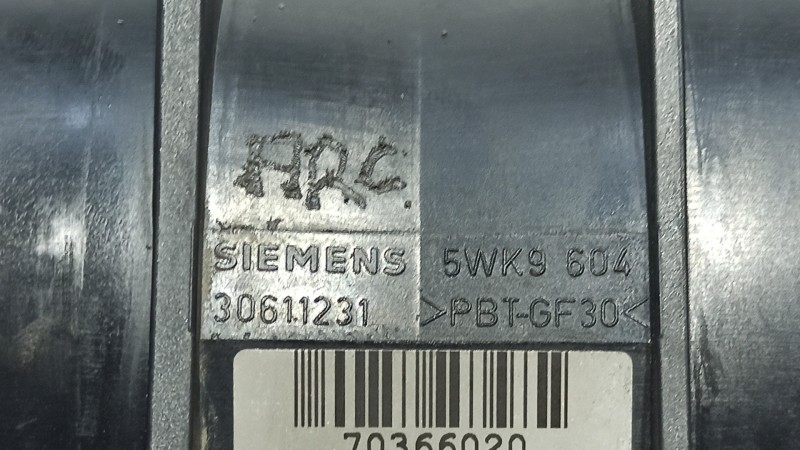 ARC
SIEMENS 5WK9 604
30611231 >PBT-GF30<
70366020